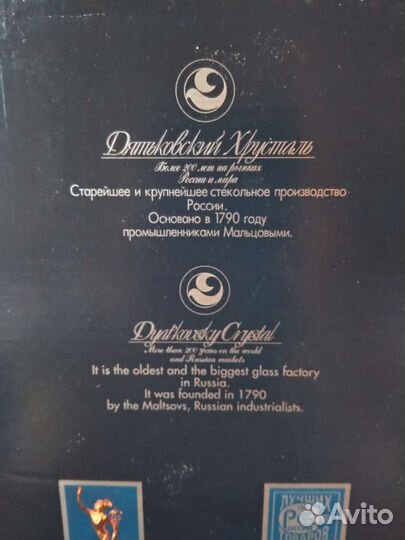 Дятьковский Хрусталь
Более 200 лет на рынках
России и мира
Старейшее и крупнейшее стекольное производство
России.
Основано в 1790 году
промышленниками Мальцовыми.
Dyat'kovsky Crystal
More than 200 years on the world
and Russian markets
It is the oldest and the biggest glass factory
in Russia.
It was founded in 1790
by the Maltsovs, Russian industrialists.
ЛУЧШИХ
ТОВАРОВ
Avito